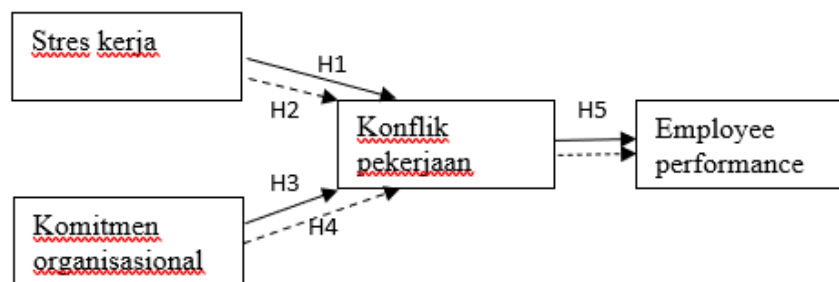 Stres kerja
H1
H2
Konflik
pekerjaan
H5
Employee
performance
H3
H4
Komitmen
organisasional